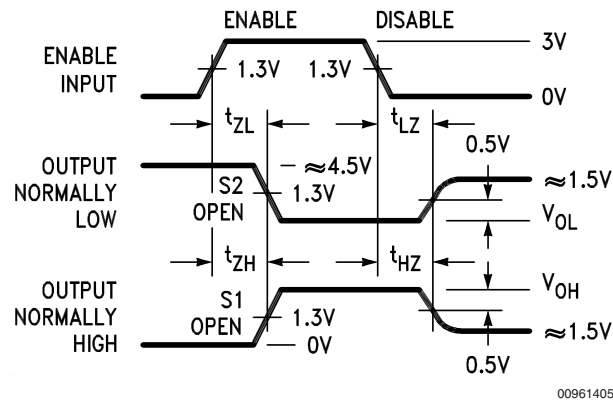 ENABLE DISABLE
ENABLE INPUT
3V
1.3V 1.3V
0V
tZL tLZ
0.5V
OUTPUT NORMALLY LOW
≈4.5V
S2 OPEN
1.3V
≈1.5V
VOL
tZH tHZ
OUTPUT NORMALLY HIGH
S1 OPEN
1.3V
0V
VOH
≈1.5V
0.5V
00961405